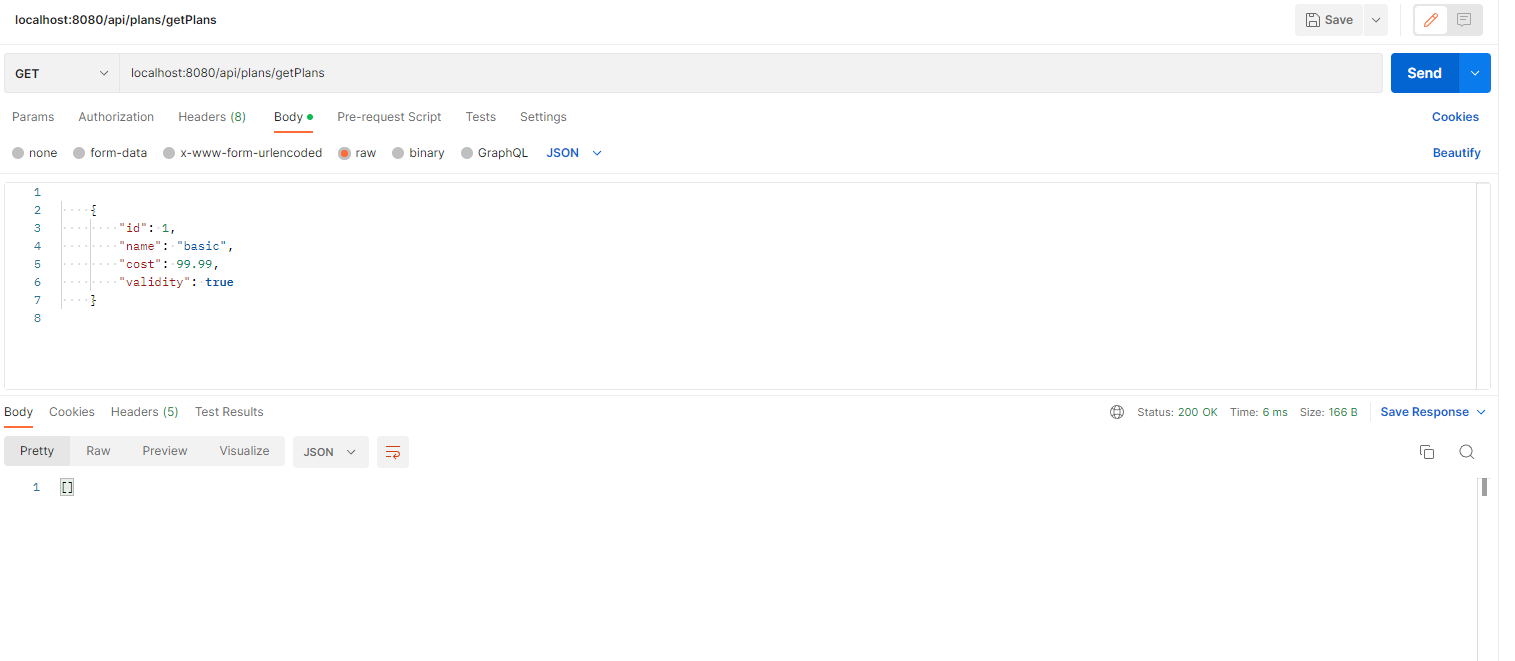 localhost:8080/api/plans/getPlans
Save
GET
localhost:8080/api/plans/getPlans
Send
Params Authorization Headers (8) Body Pre-request Script Tests Settings Cookies
none form-data x-www-form-urlencoded raw binary GraphQL JSON Beautify
1
2 {
3 "id": 1,
4 "name": "basic",
5 "cost": 99.99,
6 "validity": true
7 }
8
Body Cookies Headers (5) Test Results Status: 200 OK Time: 6 ms Size: 166 B Save Response
Pretty Raw Preview Visualize JSON
1 []